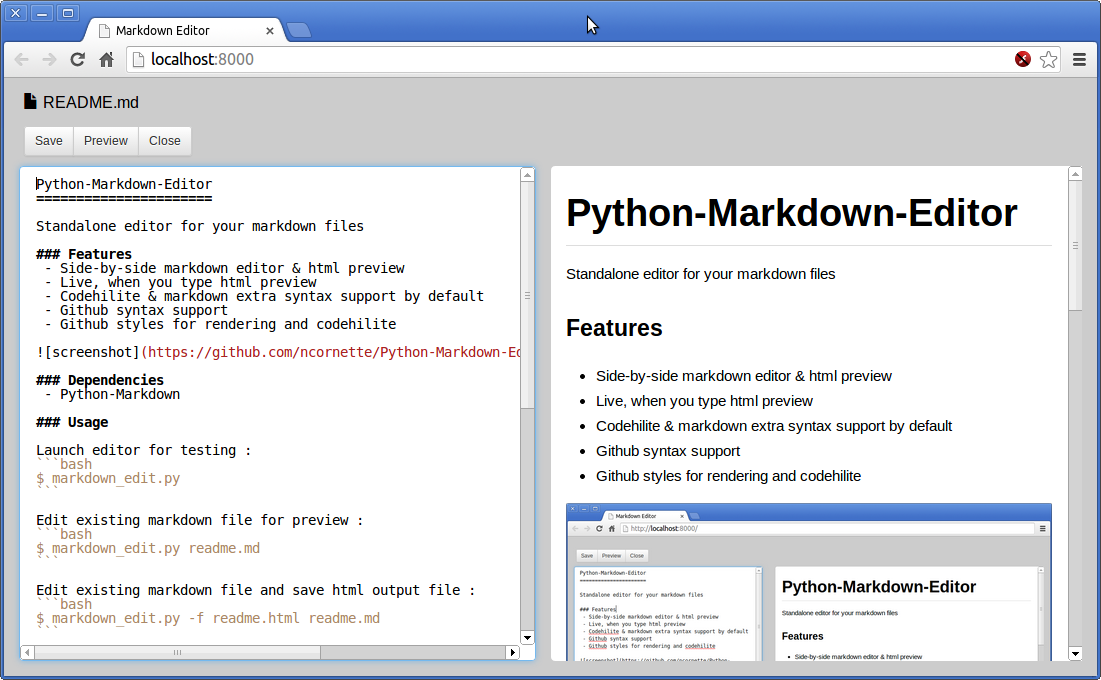 Markdown Editor
localhost:8000
README.md
Save Preview Close
Python-Markdown-Editor
======================
Standalone editor for your markdown files
### Features
- Side-by-side markdown editor & html preview
- Live, when you type html preview
- Codehilite & markdown extra syntax support by default
- Github syntax support
- Github styles for rendering and codehilite
![screenshot](https://github.com/ncornette/Python-Markdown-Ed
### Dependencies
- Python-Markdown
### Usage
Launch editor for testing :
```bash
$ markdown_edit.py
```
Edit existing markdown file for preview :
```bash
$ markdown_edit.py readme.md
```
Edit existing markdown file and save html output file :
```bash
$ markdown_edit.py -f readme.html readme.md
```
Python-Markdown-Editor
Standalone editor for your markdown files
Features
• Side-by-side markdown editor & html preview
• Live, when you type html preview
• Codehilite & markdown extra syntax support by default
• Github syntax support
• Github styles for rendering and codehilite
Markdown Editor
http://localhost:8000/
Save Preview Close
Python-Markdown-Editor
======================
Standalone editor for your markdown files
### Features
- Side-by-side markdown editor & html preview
- Live, when you type html preview
- Codehilite & markdown extra syntax support by default
- Github syntax support
- Github styles for rendering and codehilite
![screenshot](https://github.com/ncornette/Python-
Python-Markdown-Editor
Standalone editor for your markdown files
Features
• Side-by-side markdown editor & html preview